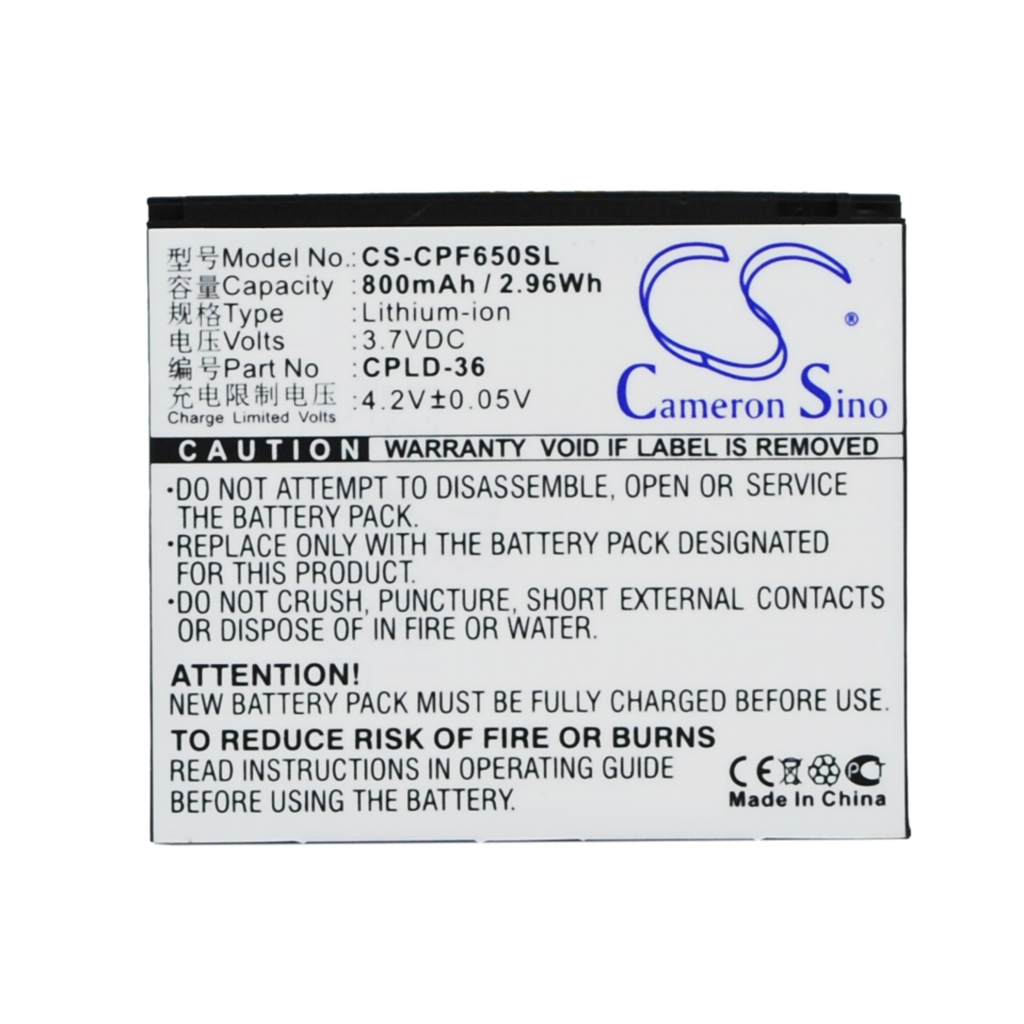 型号Model No.: CS-CPF650SL
容量Capacity :800mAh / 2.96Wh
规格Type :Lithium-ion
电压Volts :3.7VDC
编号Part No :CPLD-36
充电限制电压 :4.2V±0.05V
Charge Limited Volts
CS ®
Cameron Sino
CAUTION WARRANTY VOID IF LABEL IS REMOVED
·DO NOT ATTEMPT TO DISASSEMBLE, OPEN OR SERVICE
THE BATTERY PACK.
·REPLACE ONLY WITH THE BATTERY PACK DESIGNATED
FOR THIS PRODUCT.
·DO NOT CRUSH, PUNCTURE, SHORT EXTERNAL CONTACTS
OR DISPOSE OF IN FIRE OR WATER.
ATTENTION!
NEW BATTERY PACK MUST BE FULLY CHARGED BEFORE USE.
TO REDUCE RISK OF FIRE OR BURNS
READ INSTRUCTIONS IN OPERATING GUIDE
BEFORE USING THE BATTERY.
CE PC
Made In China